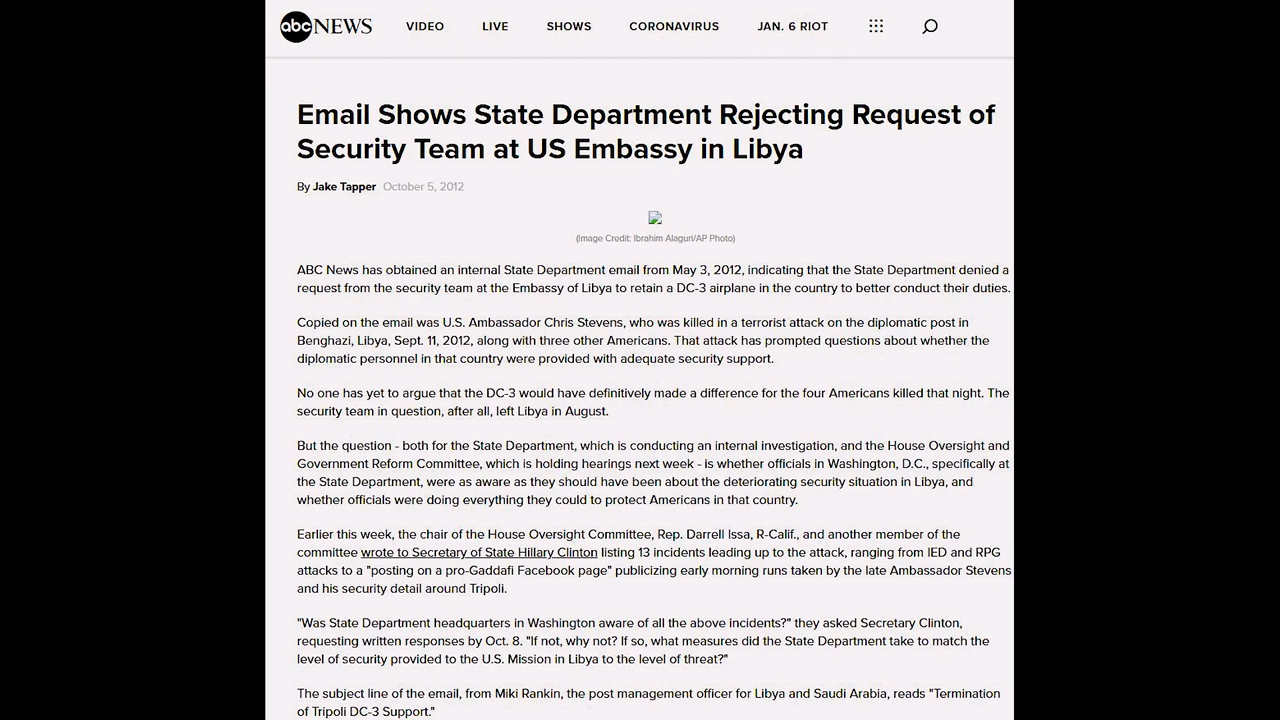 abc NEWS VIDEO LIVE SHOWS CORONAVIRUS JAN. 6 RIOT
Email Shows State Department Rejecting Request of
Security Team at US Embassy in Libya
By Jake Tapper October 5, 2012
(Image Credit: Ibrahim Alaguri/AP Photo)
ABC News has obtained an internal State Department email from May 3, 2012, indicating that the State Department denied a
request from the security team at the Embassy of Libya to retain a DC-3 airplane in the country to better conduct their duties.
Copied on the email was U.S. Ambassador Chris Stevens, who was killed in a terrorist attack on the diplomatic post in
Benghazi, Libya, Sept. 11, 2012, along with three other Americans. That attack has prompted questions about whether the
diplomatic personnel in that country were provided with adequate security support.
No one has yet to argue that the DC-3 would have definitively made a difference for the four Americans killed that night. The
security team in question, after all, left Libya in August.
But the question - both for the State Department, which is conducting an internal investigation, and the House Oversight and
Government Reform Committee, which is holding hearings next week - is whether officials in Washington, D.C., specifically at
the State Department, were as aware as they should have been about the deteriorating security situation in Libya, and
whether officials were doing everything they could to protect Americans in that country.
Earlier this week, the chair of the House Oversight Committee, Rep. Darrell Issa, R-Calif., and another member of the
committee wrote to Secretary of State Hillary Clinton listing 13 incidents leading up to the attack, ranging from IED and RPG
attacks to a "posting on a pro-Gaddafi Facebook page" publicizing early morning runs taken by the late Ambassador Stevens
and his security detail around Tripoli.
"Was State Department headquarters in Washington aware of all the above incidents?" they asked Secretary Clinton,
requesting written responses by Oct. 8. "If not, why not? If so, what measures did the State Department take to match the
level of security provided to the U.S. Mission in Libya to the level of threat?"
The subject line of the email, from Miki Rankin, the post management officer for Libya and Saudi Arabia, reads "Termination
of Tripoli DC-3 Support."